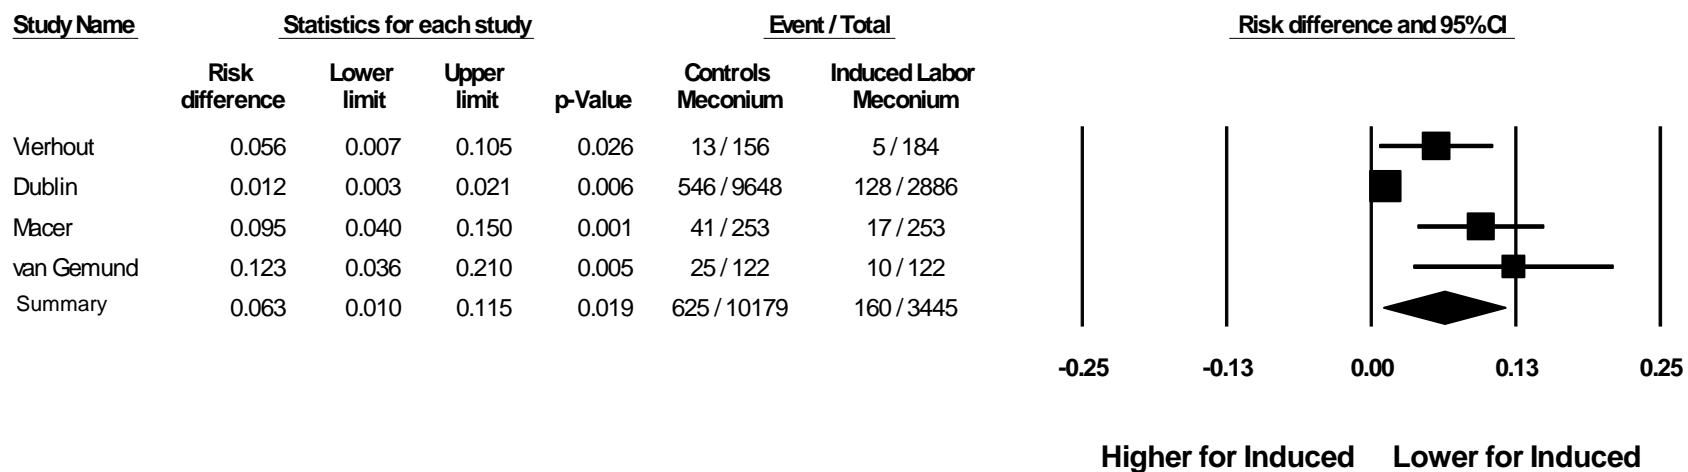 Study Name Statistics for each study Event / Total Risk difference and 95%CI
Risk Lower Upper Controls Induced Labor
difference limit limit p-Value Meconium Meconium
Vierhout 0.056 0.007 0.105 0.026 13 / 156 5 / 184
Dublin 0.012 0.003 0.021 0.006 546 / 9648 128 / 2886
Macer 0.095 0.040 0.150 0.001 41 / 253 17 / 253
van Gemund 0.123 0.036 0.210 0.005 25 / 122 10 / 122
Summary 0.063 0.010 0.115 0.019 625 / 10179 160 / 3445
-0.25 -0.13 0.00 0.13 0.25
Higher for Induced Lower for Induced